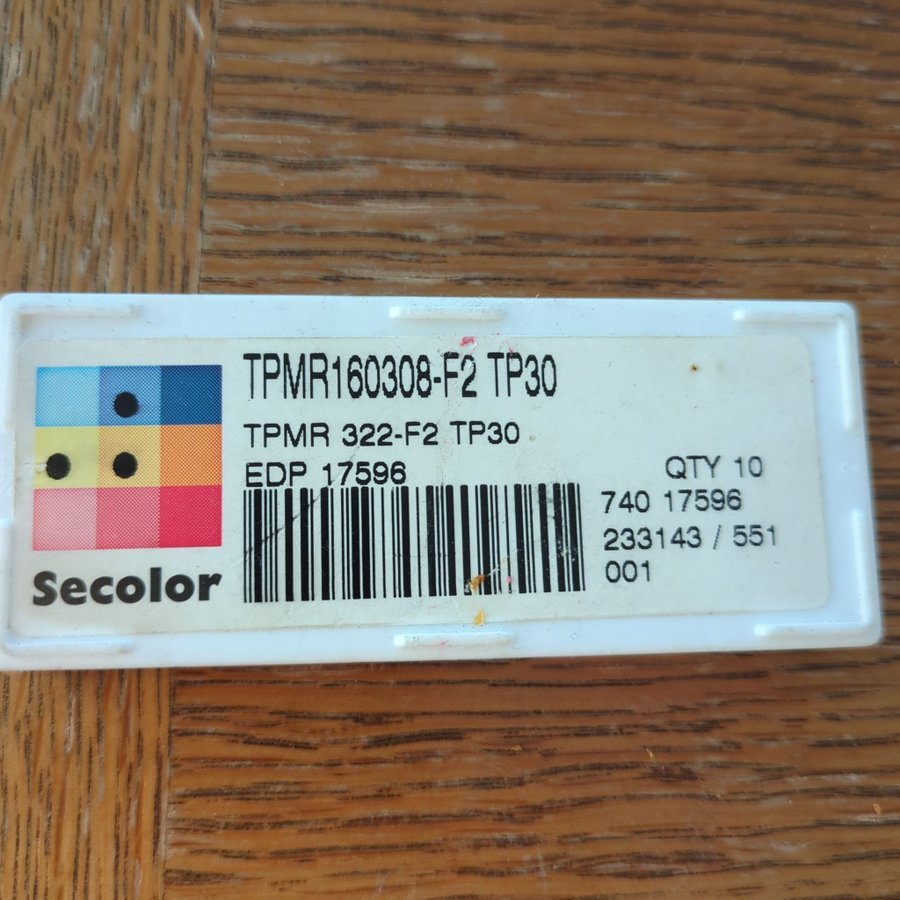 TPMR160308-F2 TP30
TPMR 322-F2 TP30
EDP 17596
QTY 10
740 17596
233143 / 551
001
Secolor